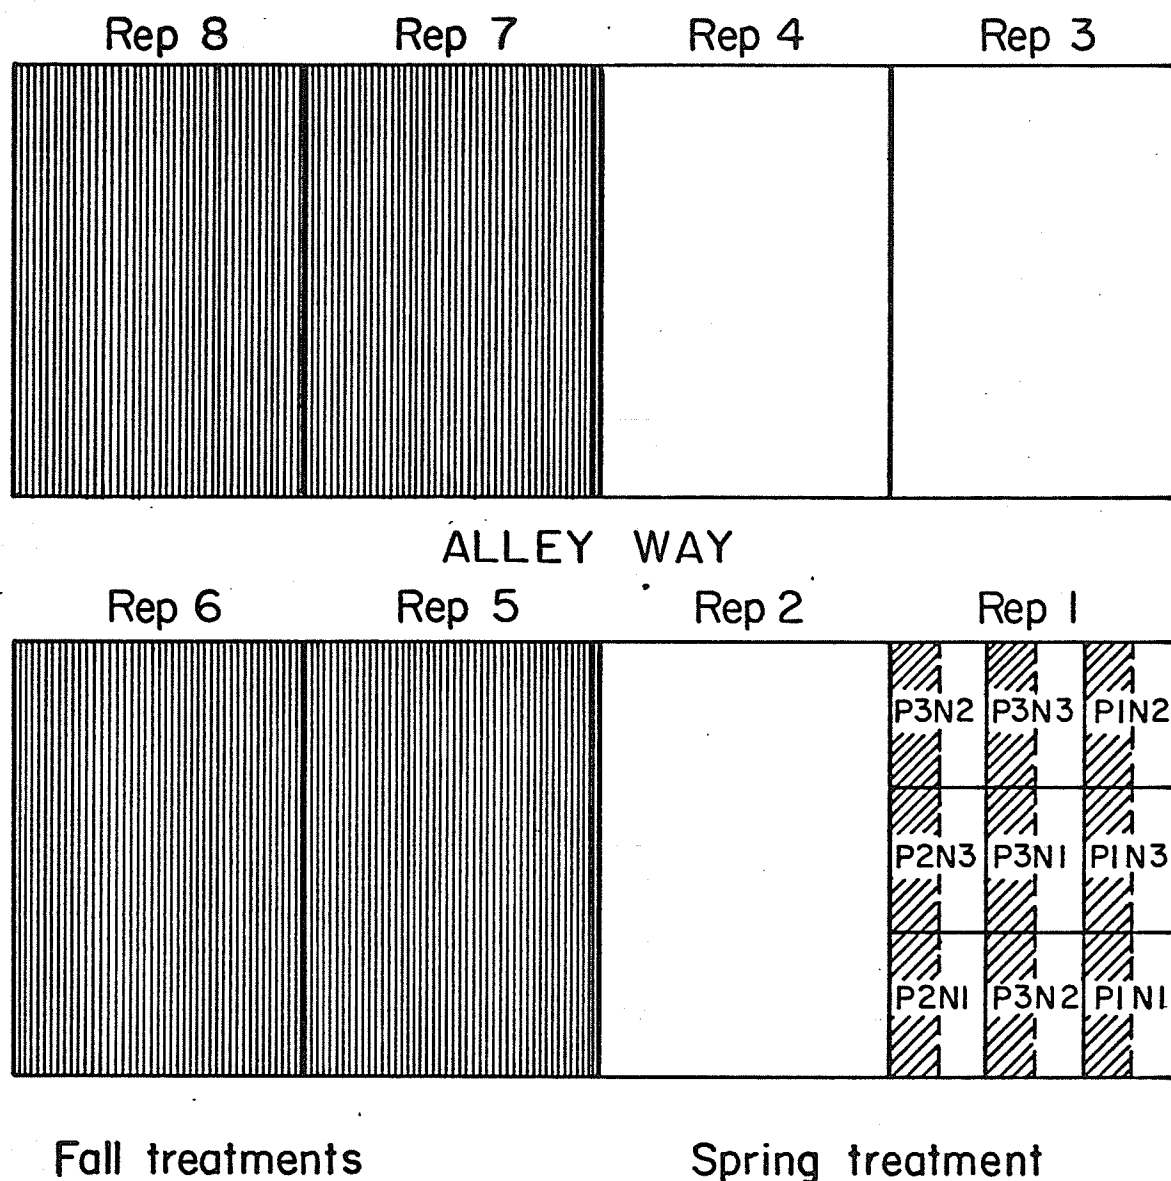 Rep 8 Rep 7 Rep 4 Rep 3
ALLEY WAY
Rep 6 Rep 5 Rep 2 Rep 1
P3N2 P3N3 P1N2
P2N3 P3N1 P1N3
P2N1 P3N2 P1N1
Fall treatments Spring treatment